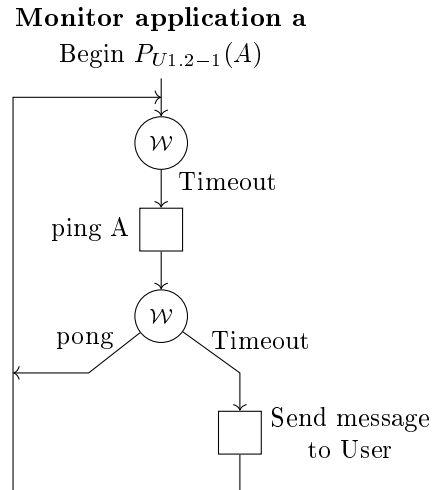 Monitor application a
Begin $P_{U1.2-1}(A)$
𝒲
Timeout
ping A
𝒲
pong
Timeout
Send message
to User